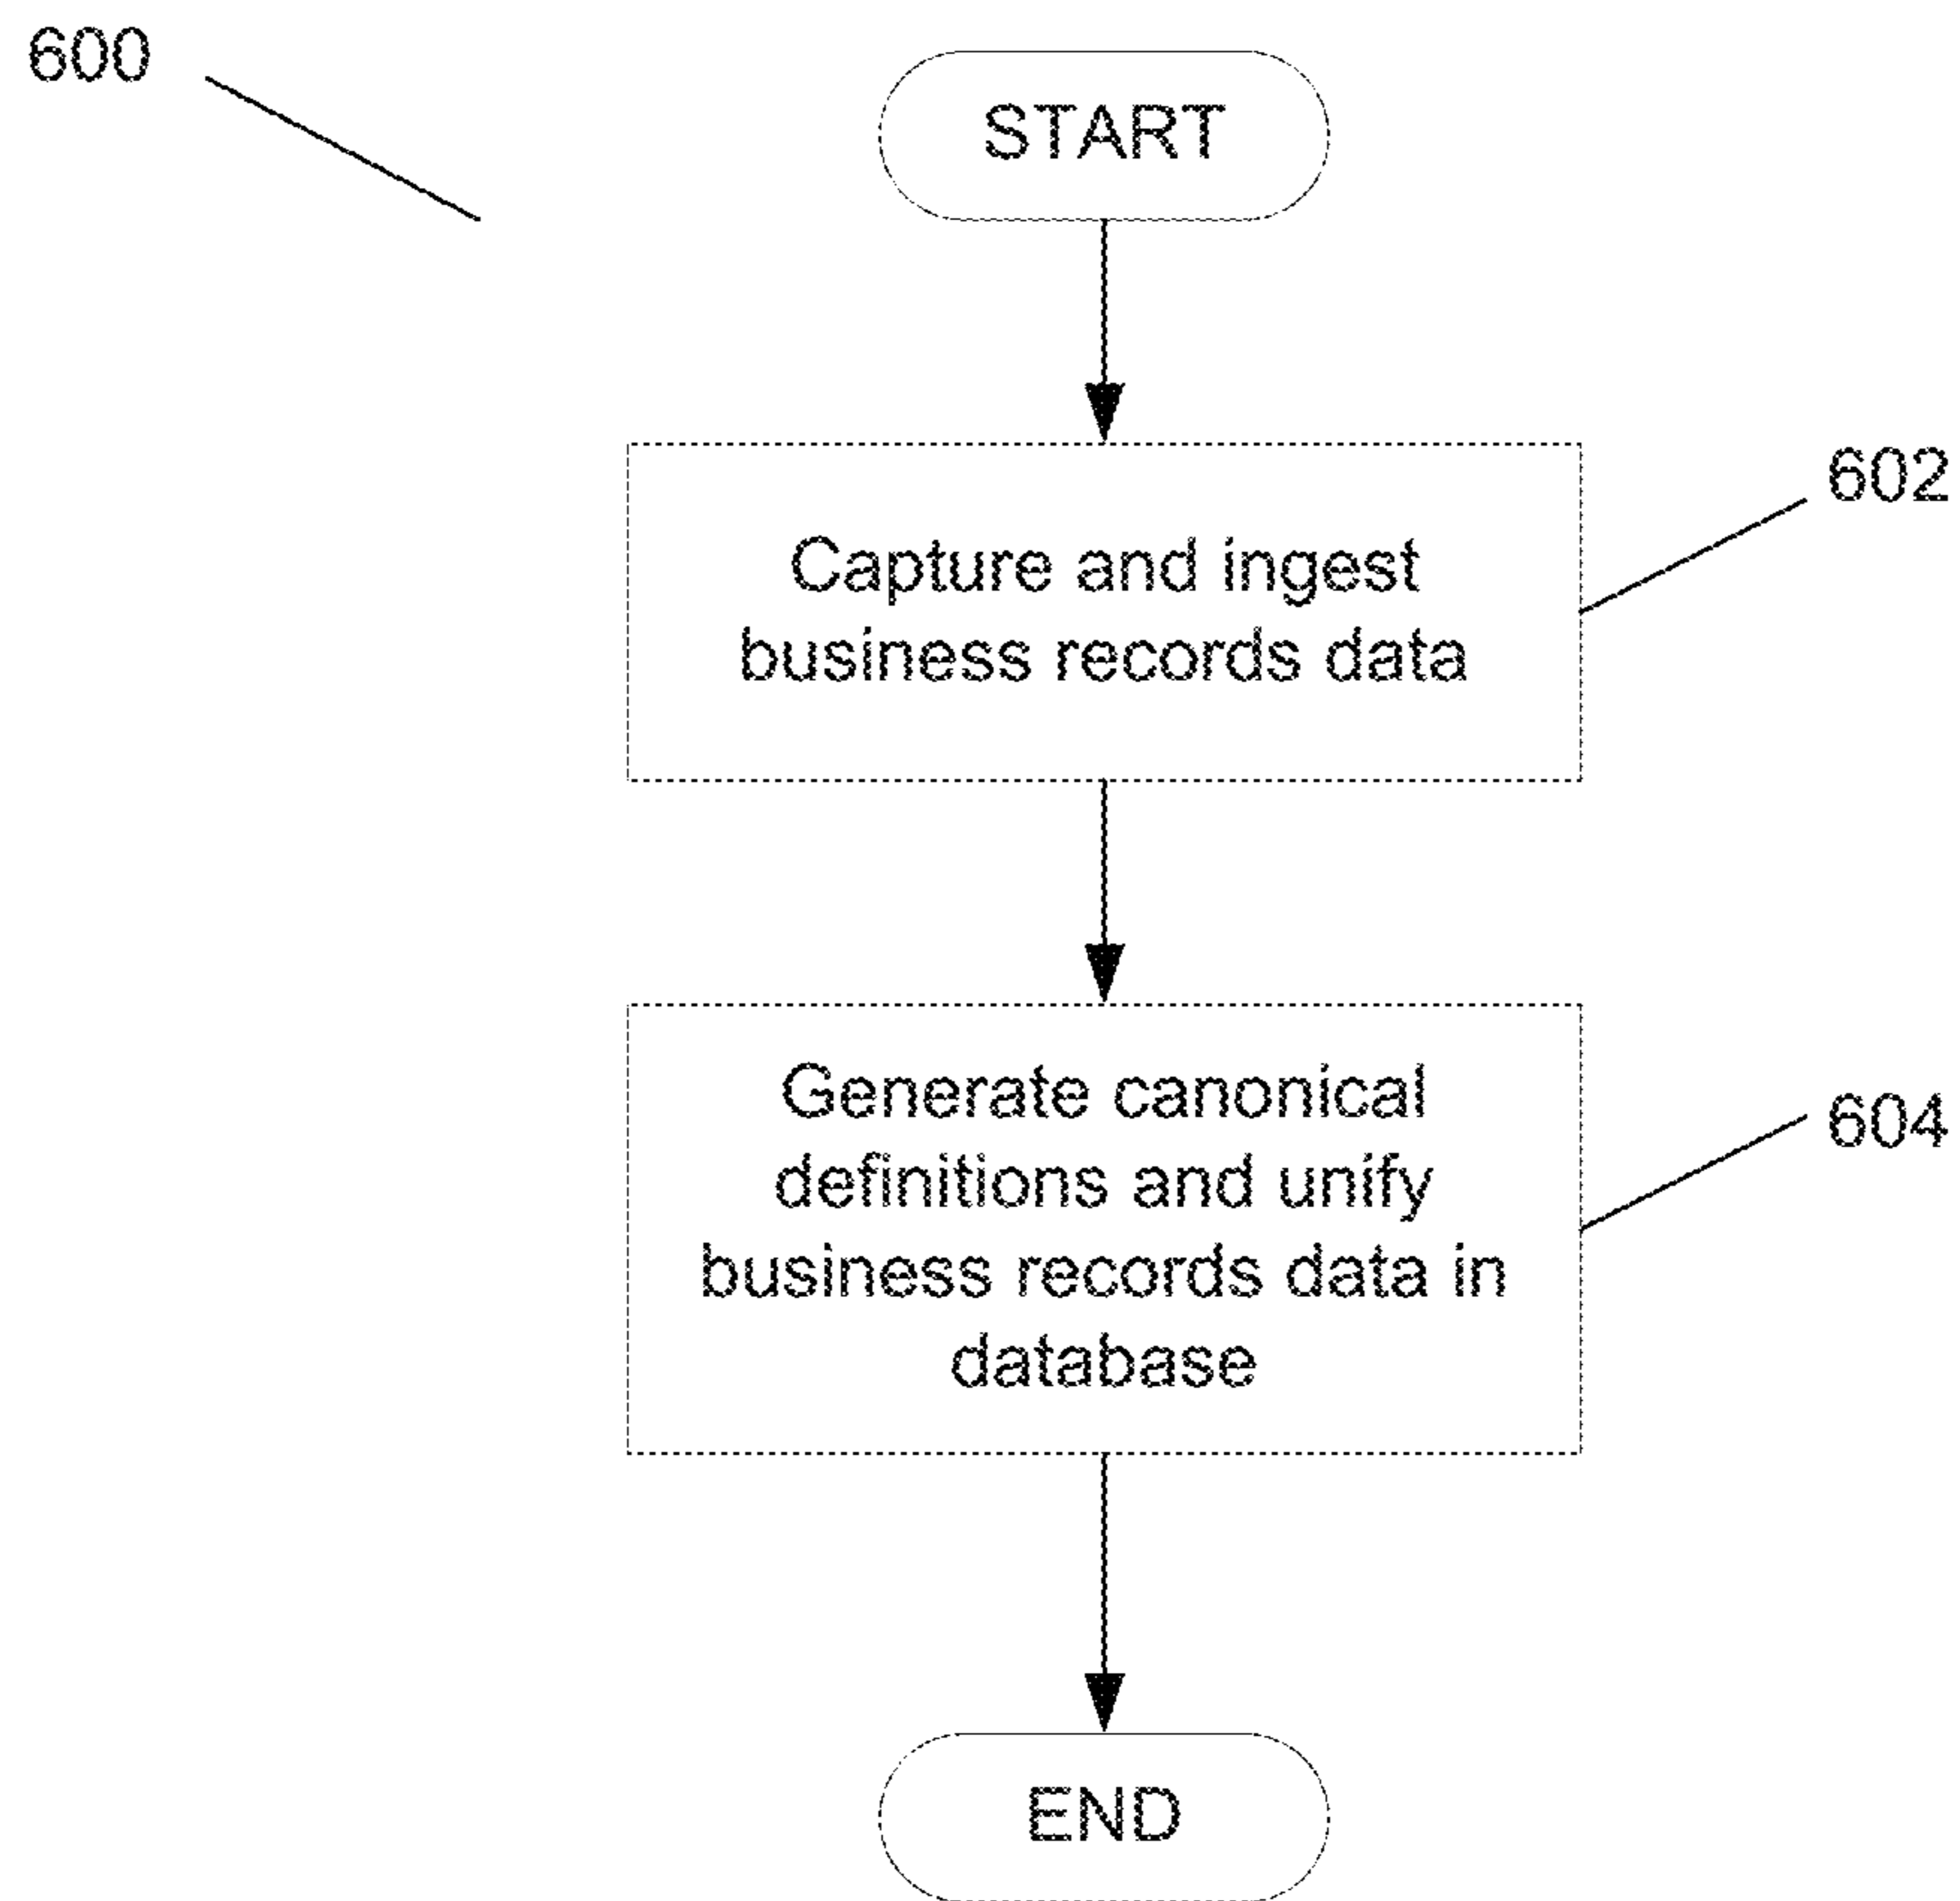 600
START
602
Capture and ingest
business records data
604
Generate canonical
definitions and unify
business records data in
database
END